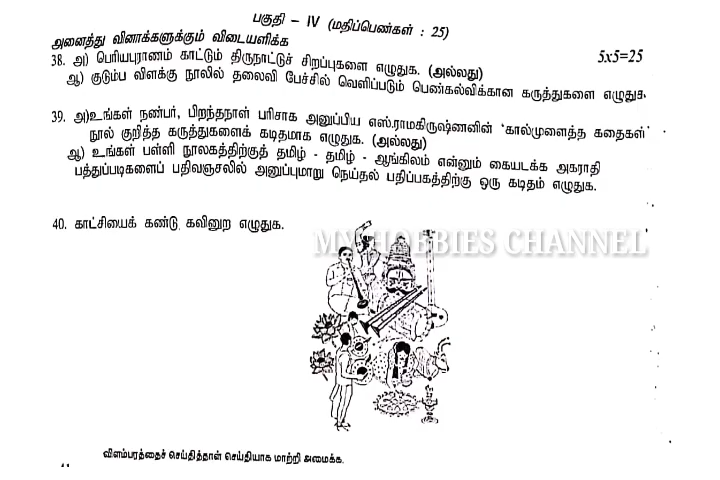 பகுதி – IV (மதிப்பெண்கள் : 25)
அனைத்து வினாக்களுக்கும் விடையளிக்க 5x5=25
38. அ) பெரியபுராணம் காட்டும் திருநாட்டுச் சிறப்புகளை எழுதுக. (அல்லது)
ஆ) குடும்ப விளக்கு நூலில் தலைவி பேச்சில் வெளிப்படும் பெண்கல்விக்கான கருத்துகளை எழுதுக.
39. அ)உங்கள் நண்பர், பிறந்தநாள் பரிசாக அனுப்பிய எஸ்.ராமகிருஷ்ணனின் 'கால்முளைத்த கதைகள்'
நூல் குறித்த கருத்துகளைக் கடிதமாக எழுதுக. (அல்லது)
ஆ) உங்கள் பள்ளி நூலகத்திற்குத் தமிழ் - தமிழ் - ஆங்கிலம் என்னும் கையடக்க அகராதி
பத்துப்படிகளைப் பதிவஞ்சலில் அனுப்புமாறு நெய்தல் பதிப்பகத்திற்கு ஒரு கடிதம் எழுதுக.
40. காட்சியைக் கண்டு கவினுற எழுதுக.
MY HOBBIES CHANNEL
விளம்பரத்தைச் செய்தித்தாள் செய்தியாக மாற்றி அமைக்க.